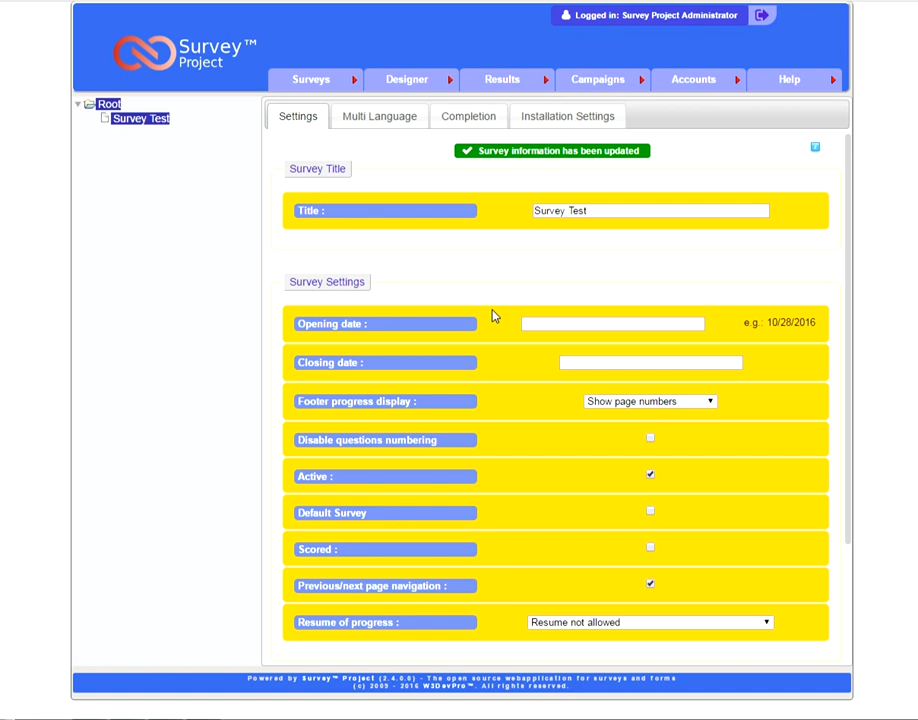 Logged in: Survey Project Administrator
Survey™
Project
Surveys
Designer
Results
Campaigns
Accounts
Help
Root
Survey Test
Settings
Multi Language
Completion
Installation Settings
Survey information has been updated
?
Survey Title
Title :
Survey Test
Survey Settings
Opening date :
e.g.: 10/28/2016
Closing date :
Footer progress display :
Show page numbers
Disable questions numbering
Active :
Default Survey
Scored :
Previous/next page navigation :
Resume of progress :
Resume not allowed
Powered by Survey™ Project (2.4.0.0) - The open source webapplication for surveys and forms
(c) 2009 - 2016 W3DevPro™. All rights reserved.